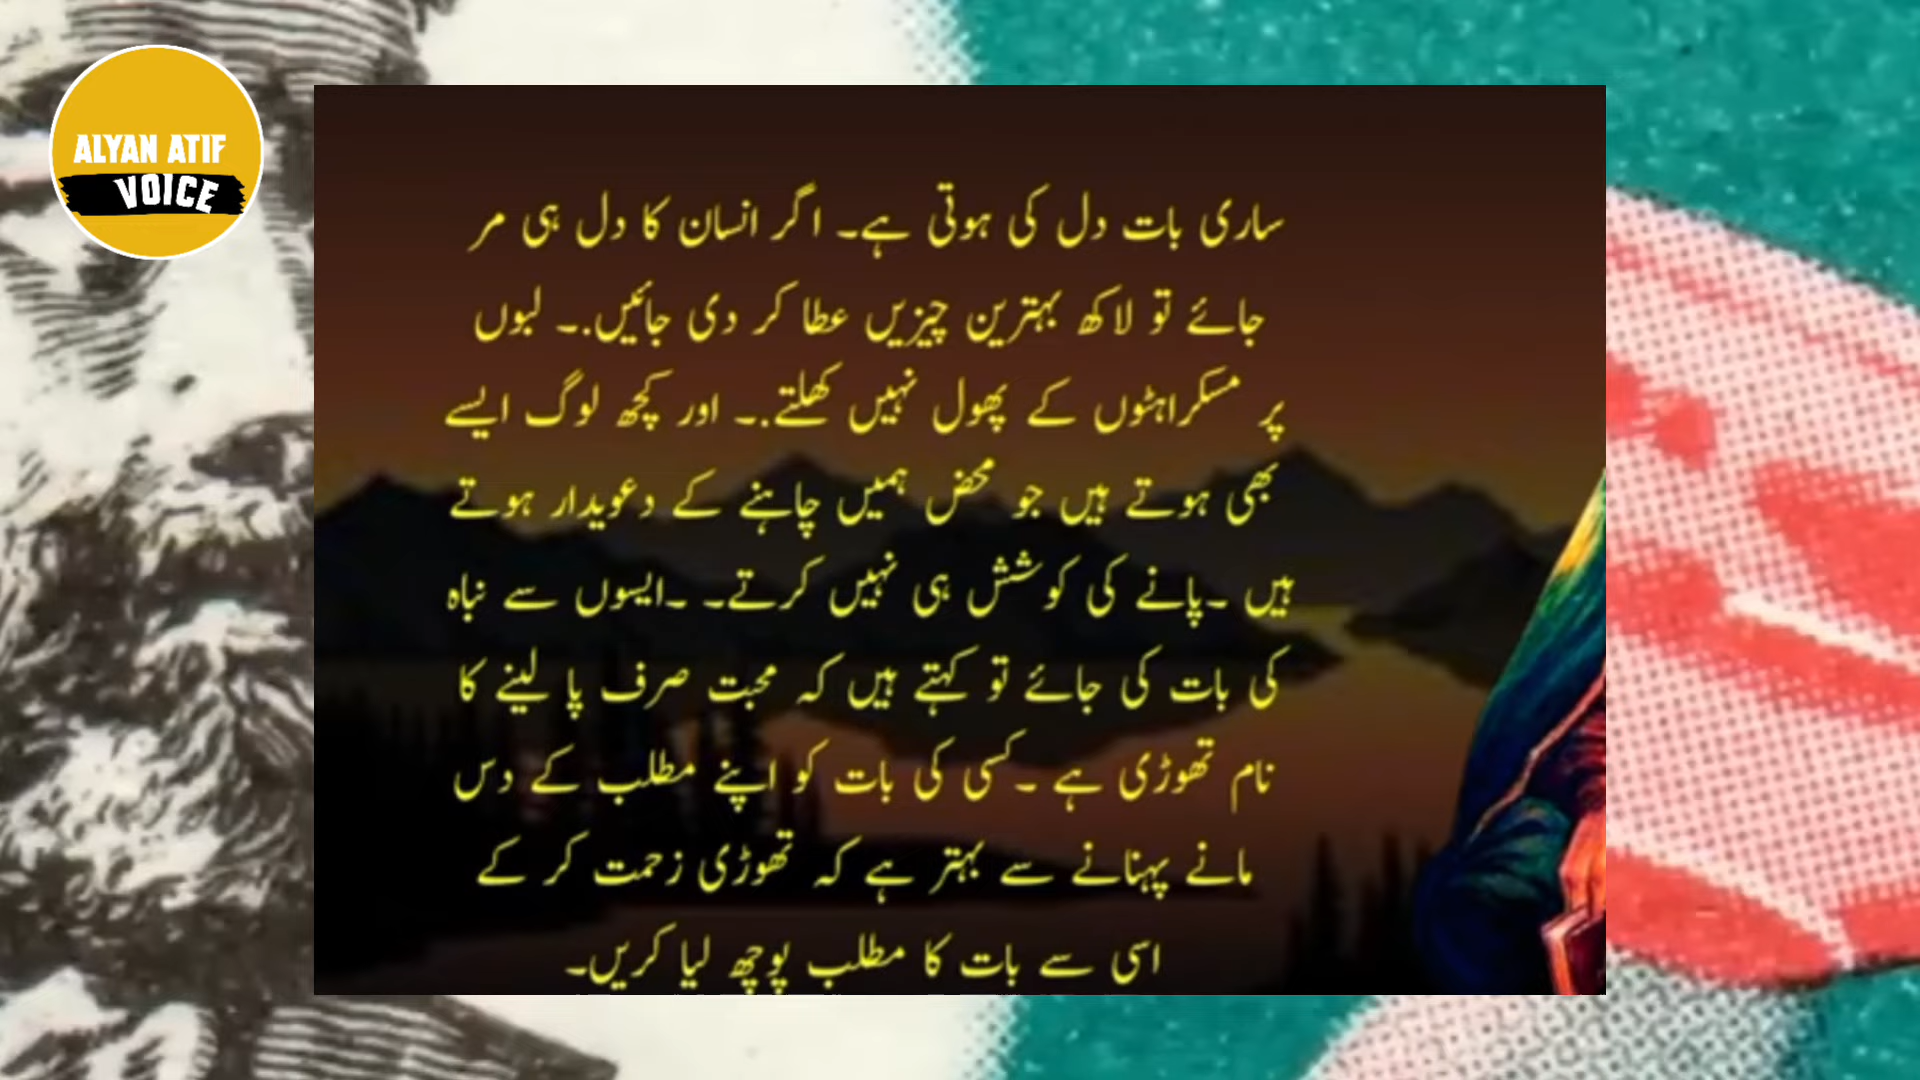 ALYAN ATIF
VOICE
ساری بات دل کی ہوتی ہے۔ اگر انسان کا دل ہی مر
جائے تو لاکھ بہترین چیزیں عطا کر دی جائیں.۔ لبوں
پر مسکراہٹوں کے پھول نہیں کھلتے.۔ اور کچھ لوگ ایسے
بھی ہوتے ہیں جو محض ہمیں چاہنے کے دعویدار ہوتے
ہیں ۔پانے کی کوشش ہی نہیں کرتے۔ ۔ایسوں سے نباہ
کی بات کی جائے تو کہتے ہیں کہ محبت صرف پا لینے کا
نام تھوڑی ہے ۔کسی کی بات کو اپنے مطلب کے دس
مانے پہنانے سے بہتر ہے کہ تھوڑی زحمت کر کے
اسی سے بات کا مطلب پوچھ لیا کریں۔